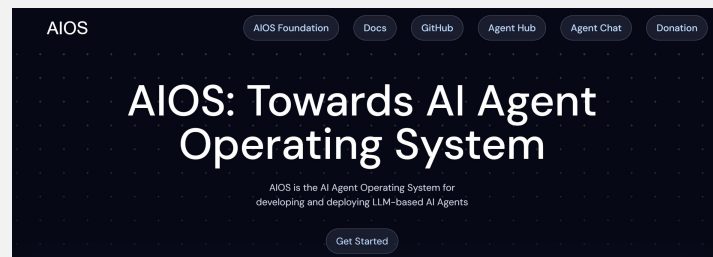 AIOS
AIOS Foundation
Docs
GitHub
Agent Hub
Agent Chat
Donation
AIOS: Towards AI Agent
Operating System
AIOS is the AI Agent Operating System for
developing and deploying LLM-based AI Agents
Get Started